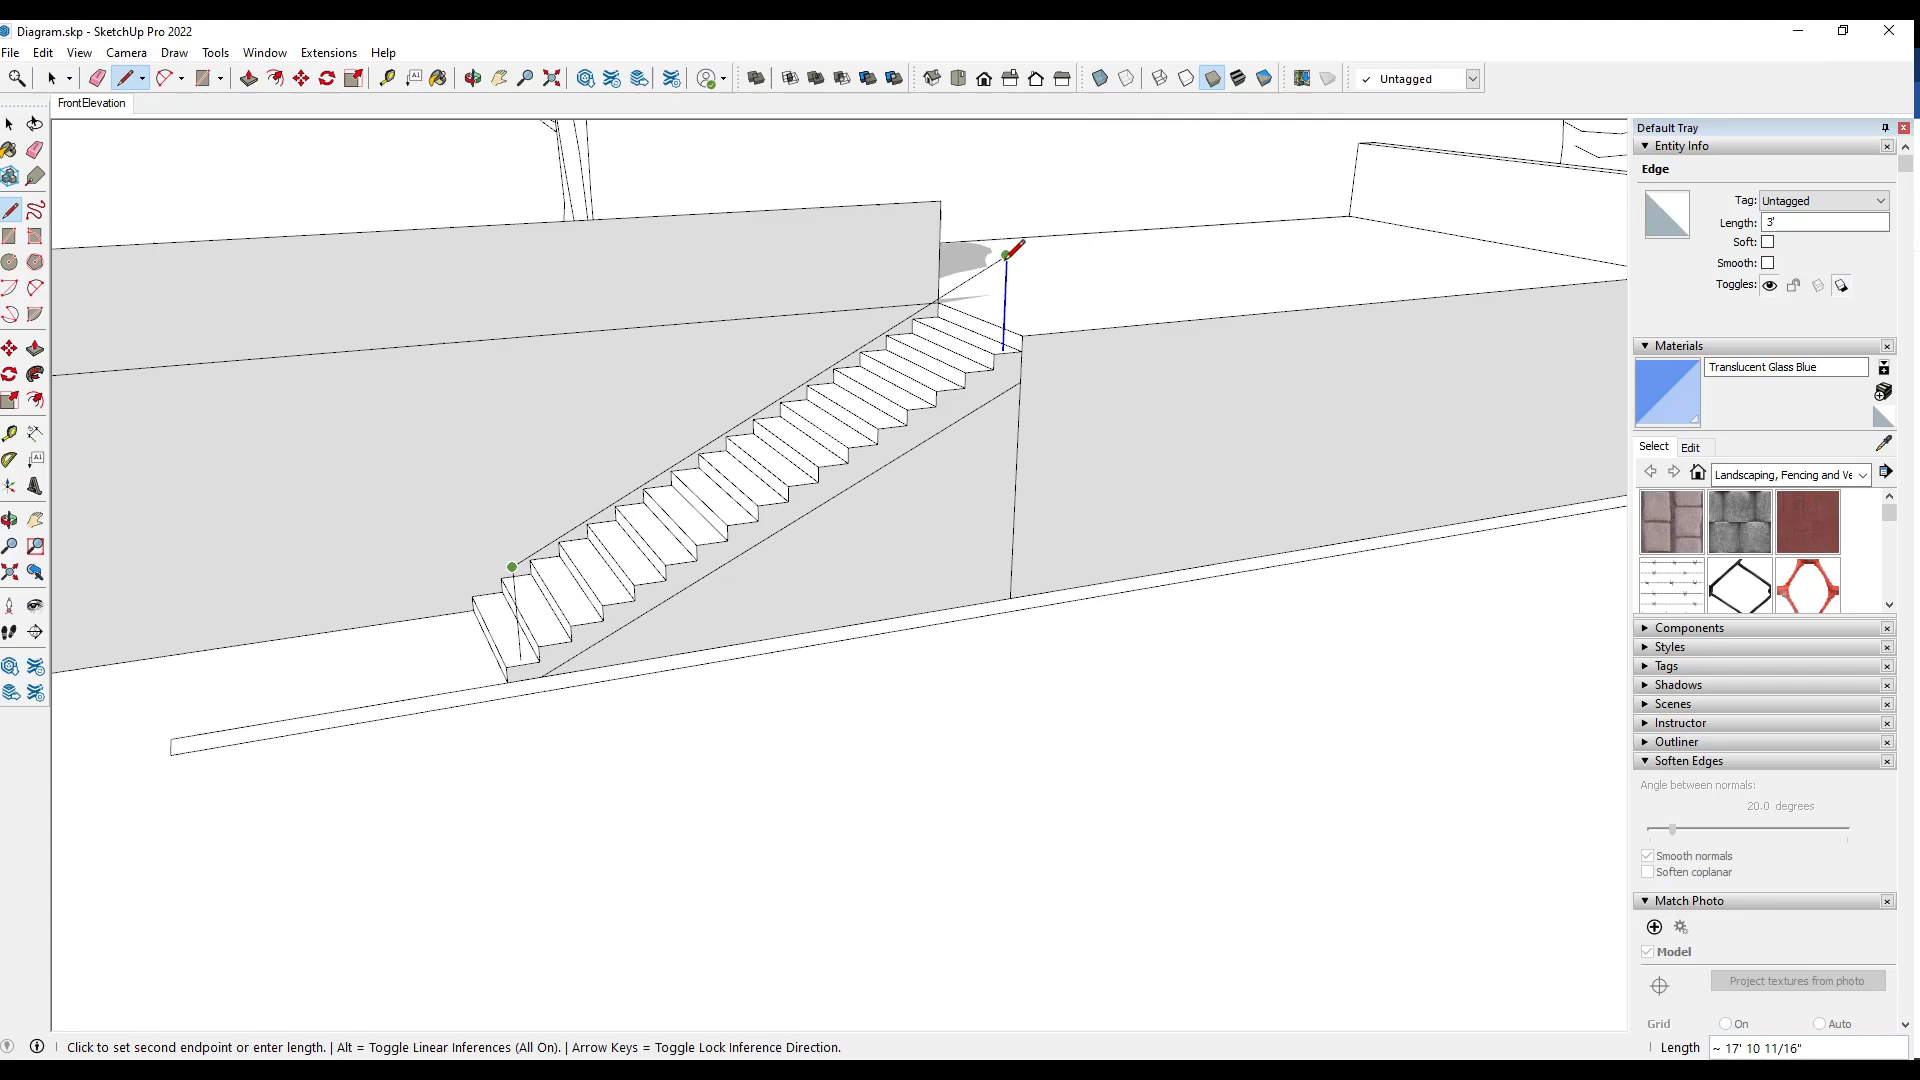 Diagram.skp - SketchUp Pro 2022
File Edit View Camera Draw Tools Window Extensions Help
Untagged
FrontElevation
Default Tray
Entity Info
Edge
Tag: Untagged
Length: 3'
Soft:
Smooth:
Toggles:
Materials
Translucent Glass Blue
Select Edit
Landscaping, Fencing and Ve
Components
Styles
Tags
Shadows
Scenes
Instructor
Outliner
Soften Edges
Angle between normals:
20.0 degrees
Smooth normals
Soften coplanar
Match Photo
Model
Project textures from photo
Grid On Auto
Click to set second endpoint or enter length. | Alt = Toggle Linear Inferences (All On). | Arrow Keys = Toggle Lock Inference Direction.
Length ~ 17' 10 11/16"